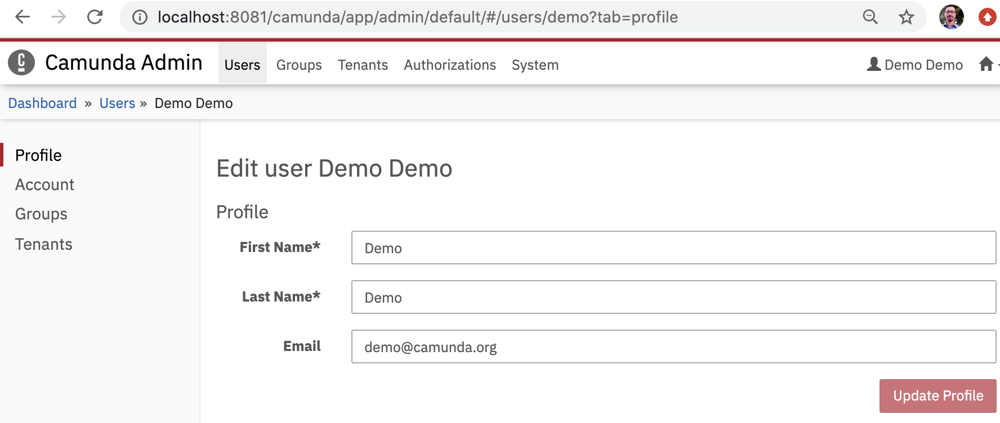 localhost:8081/camunda/app/admin/default/#/users/demo?tab=profile
Camunda Admin Users Groups Tenants Authorizations System Demo Demo
Dashboard » Users » Demo Demo
Profile
Account
Groups
Tenants
Edit user Demo Demo
Profile
First Name* Demo
Last Name* Demo
Email demo@camunda.org
Update Profile